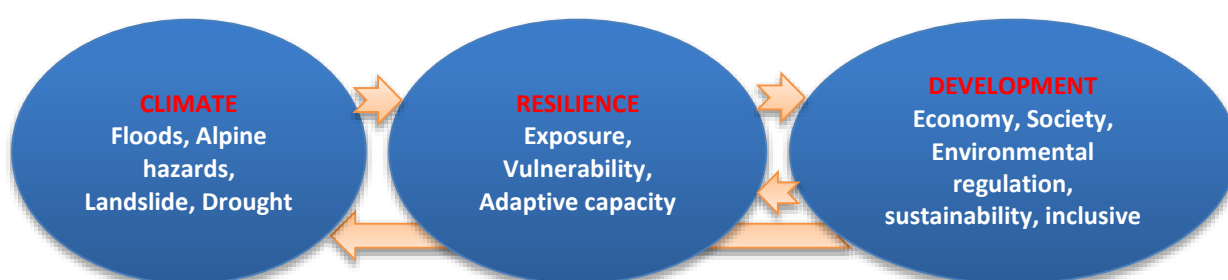 CLIMATE
Floods, Alpine
hazards,
Landslide, Drought
RESILIENCE
Exposure,
Vulnerability,
Adaptive capacity
DEVELOPMENT
Economy, Society,
Environmental
regulation,
sustainability, inclusive